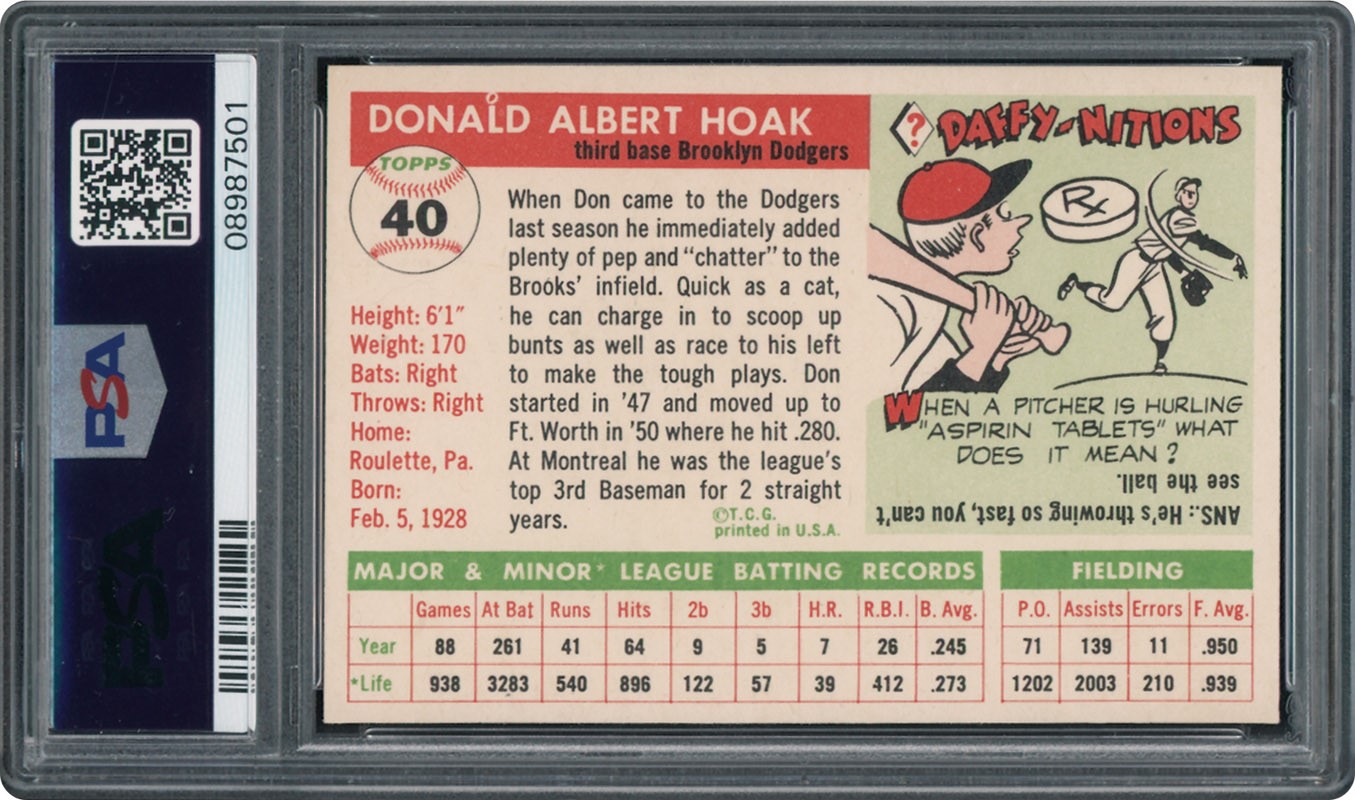 08987501
PSA
PSA
DONALD ALBERT HOAK
third base Brooklyn Dodgers
TOPPS
40
Height: 6'1"
Weight: 170
Bats: Right
Throws: Right
Home:
Roulette, Pa.
Born:
Feb. 5, 1928
When Don came to the Dodgers
last season he immediately added
plenty of pep and "chatter" to the
Brooks' infield. Quick as a cat,
he can charge in to scoop up
bunts as well as race to his left
to make the tough plays. Don
started in '47 and moved up to
Ft. Worth in '50 where he hit .280.
At Montreal he was the league's
top 3rd Baseman for 2 straight
years.
©T.C.G.
printed in U.S.A.
?
DAFFY-NITIONS
Rx
WHEN A PITCHER IS HURLING
"ASPIRIN TABLETS" WHAT
DOES IT MEAN?
ANS.: He's throwing so fast, you can't
see the ball.
MAJOR & MINOR* LEAGUE BATTING RECORDS
Games At Bat Runs Hits 2b 3b H.R. R.B.I. B. Avg.
Year 88 261 41 64 9 5 7 26 .245
*Life 938 3283 540 896 122 57 39 412 .273
FIELDING
P.O. Assists Errors F. Avg.
71 139 11 .950
1202 2003 210 .939